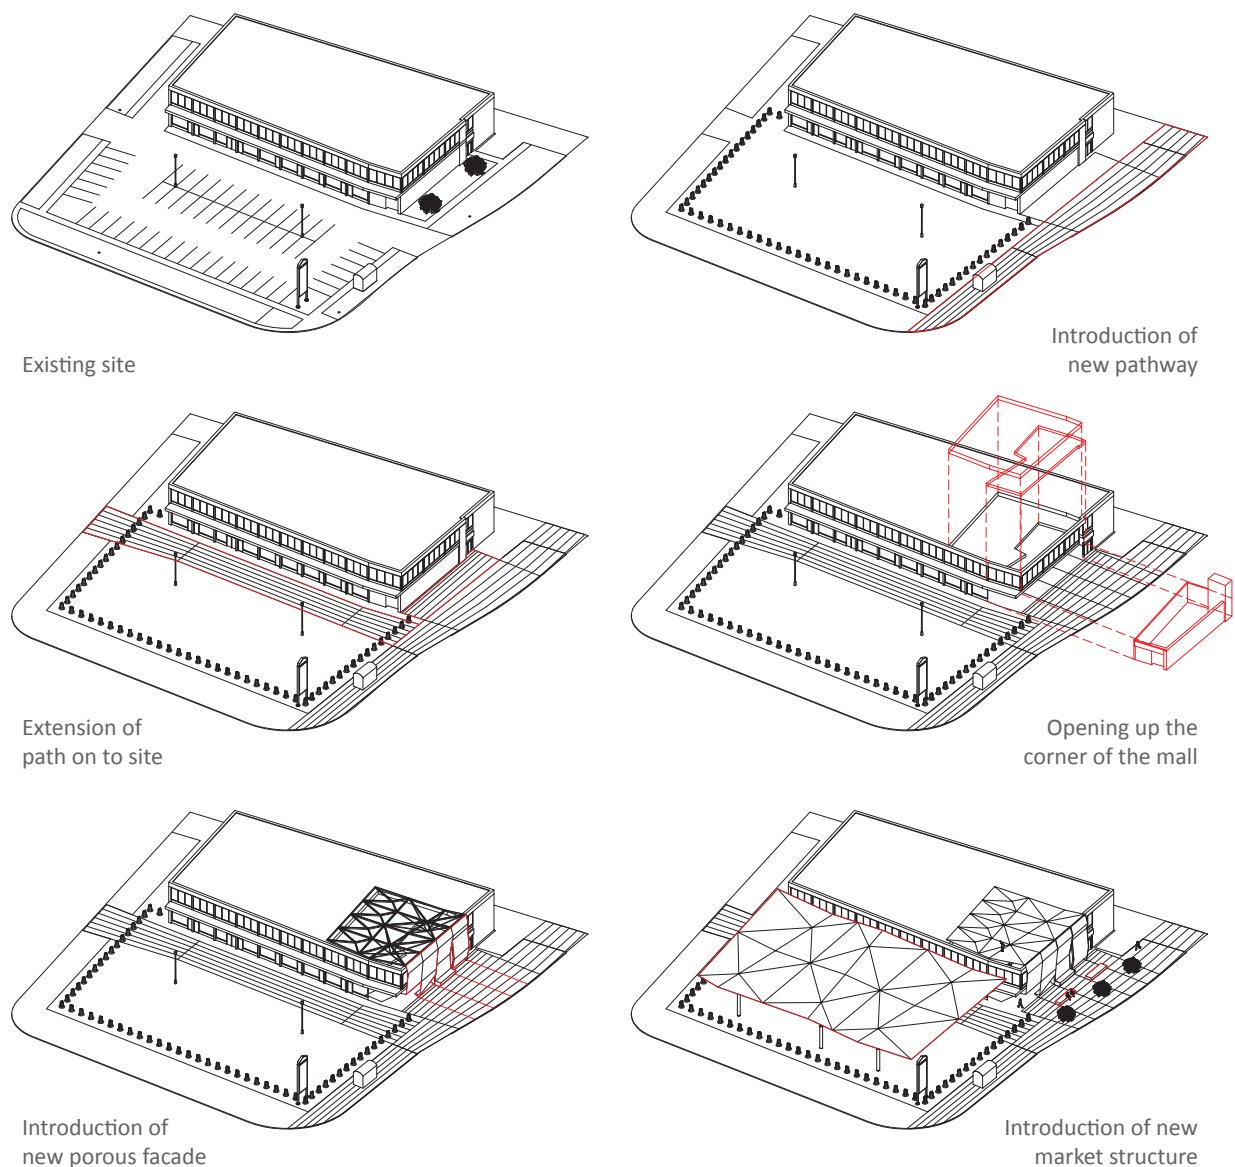 Existing site
Introduction of
new pathway
Extension of
path on to site
Opening up the
corner of the mall
Introduction of
new porous facade
Introduction of new
market structure